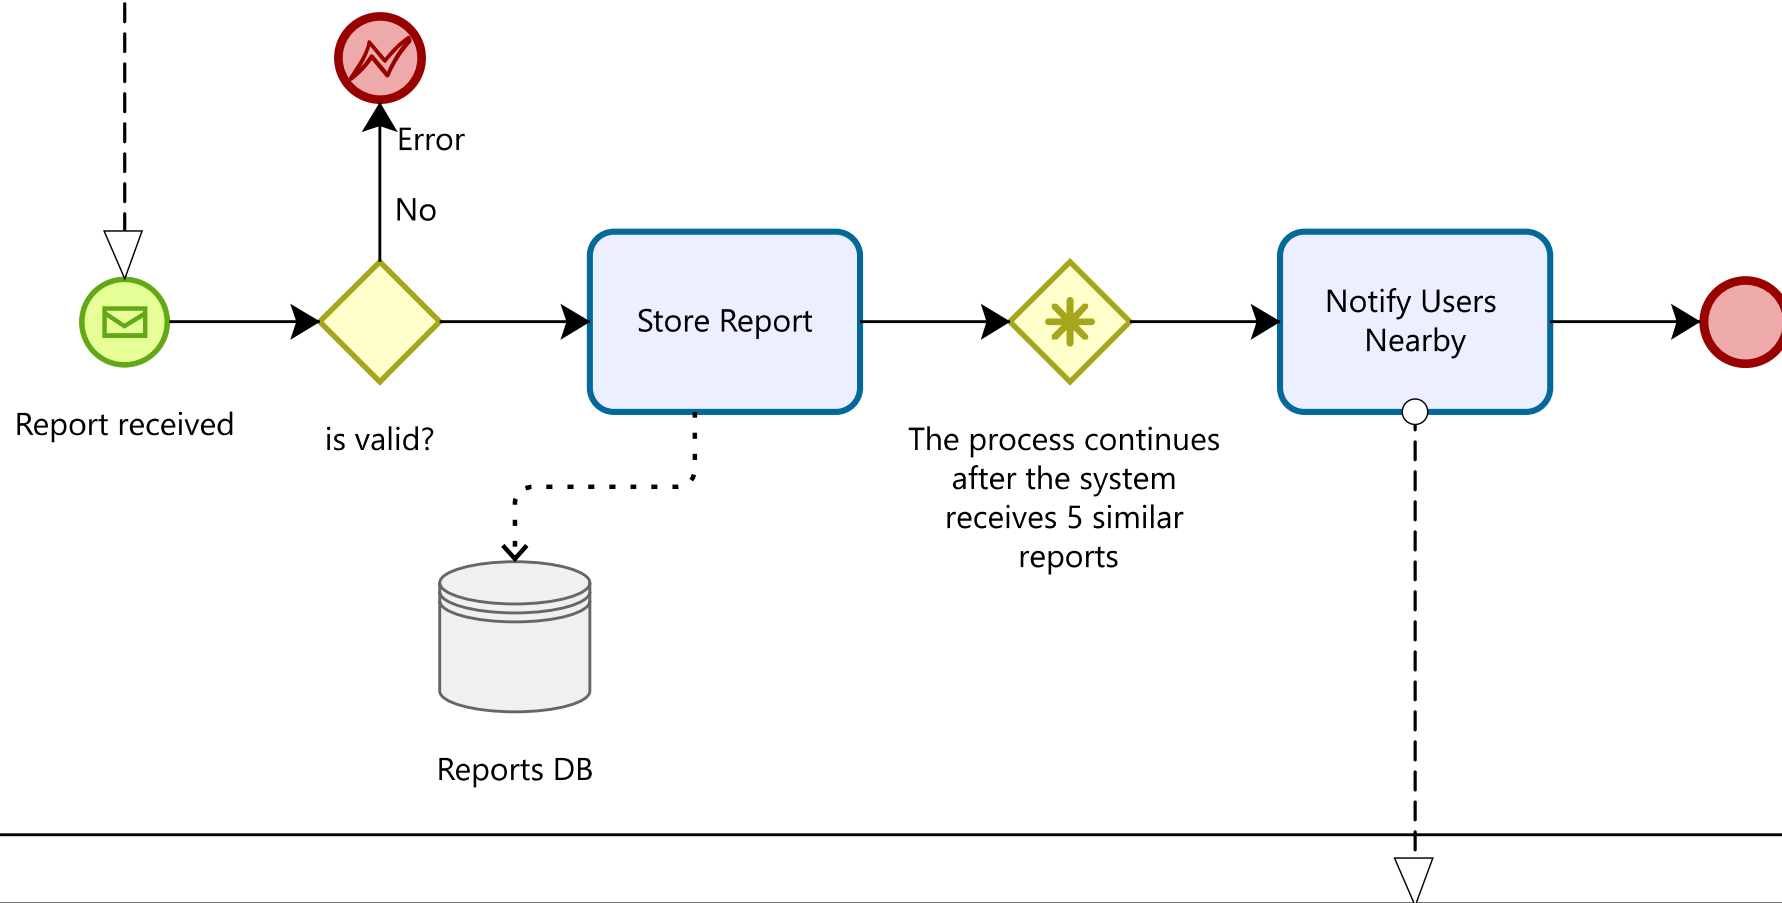 Error
No
Store Report
Notify Users
Nearby
Report received
is valid?
The process continues
after the system
receives 5 similar
reports
Reports DB